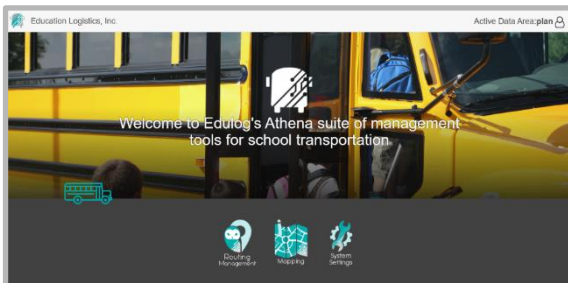 Education Logistics, Inc.
Active Data Area:plan
Welcome to Edulog's Athena suite of management
tools for school transportation
Routing
Management
Mapping
System
Settings